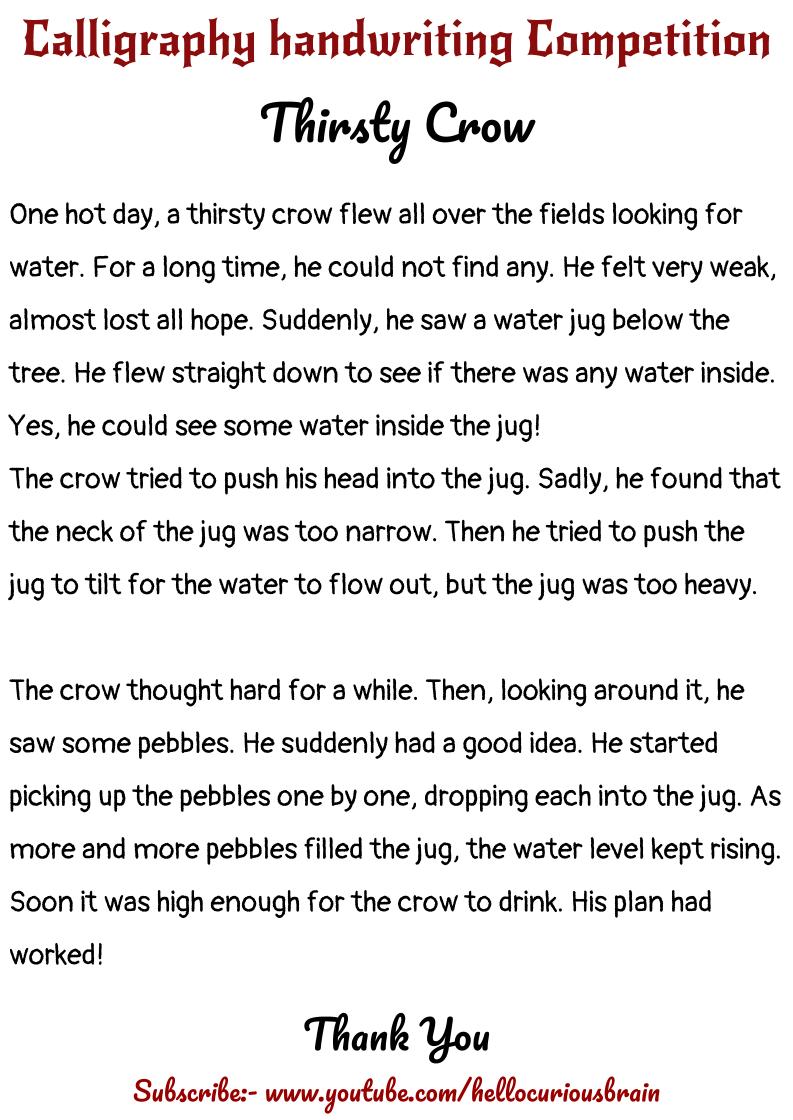 Calligraphy handwriting Competition
Thirsty Crow
One hot day, a thirsty crow flew all over the fields looking for
water. For a long time, he could not find any. He felt very weak,
almost lost all hope. Suddenly, he saw a water jug below the
tree. He flew straight down to see if there was any water inside.
Yes, he could see some water inside the jug!
The crow tried to push his head into the jug. Sadly, he found that
the neck of the jug was too narrow. Then he tried to push the
jug to tilt for the water to flow out, but the jug was too heavy.
The crow thought hard for a while. Then, looking around it, he
saw some pebbles. He suddenly had a good idea. He started
picking up the pebbles one by one, dropping each into the jug. As
more and more pebbles filled the jug, the water level kept rising.
Soon it was high enough for the crow to drink. His plan had
worked!
Thank You
Subscribe:- www.youtube.com/hellocuriousbrain